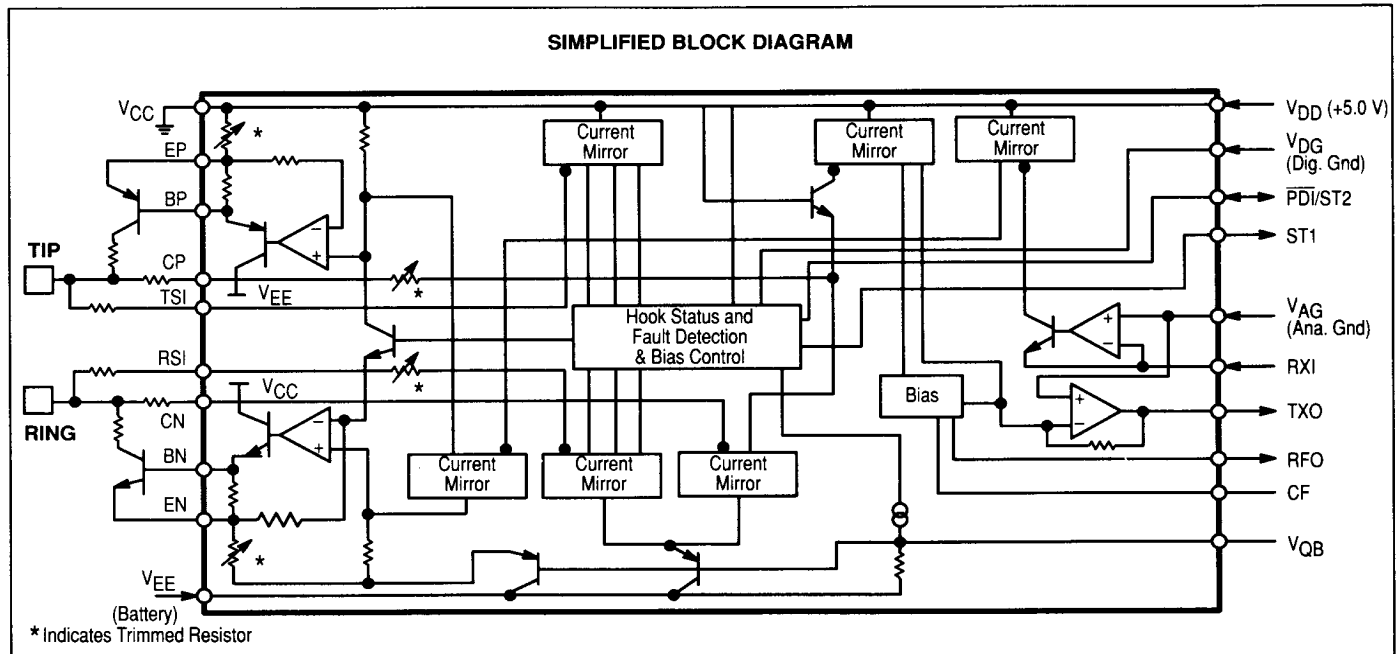 SIMPLIFIED BLOCK DIAGRAM
VCC
EP
BP
TIP
CP
TSI
RSI
RING
CN
BN
EN
VEE
(Battery)
* Indicates Trimmed Resistor
*
VEE
*
*
VCC
*
Current
Mirror
Current
Mirror
Current
Mirror
Hook Status and
Fault Detection
& Bias Control
Bias
Current
Mirror
Current
Mirror
Current
Mirror
−
+
−
+
+
−
+
−
VDD (+5.0 V)
VDG
(Dig. Gnd)
PDI/ST2
ST1
VAG
(Ana. Gnd)
RXI
TXO
RFO
CF
VQB